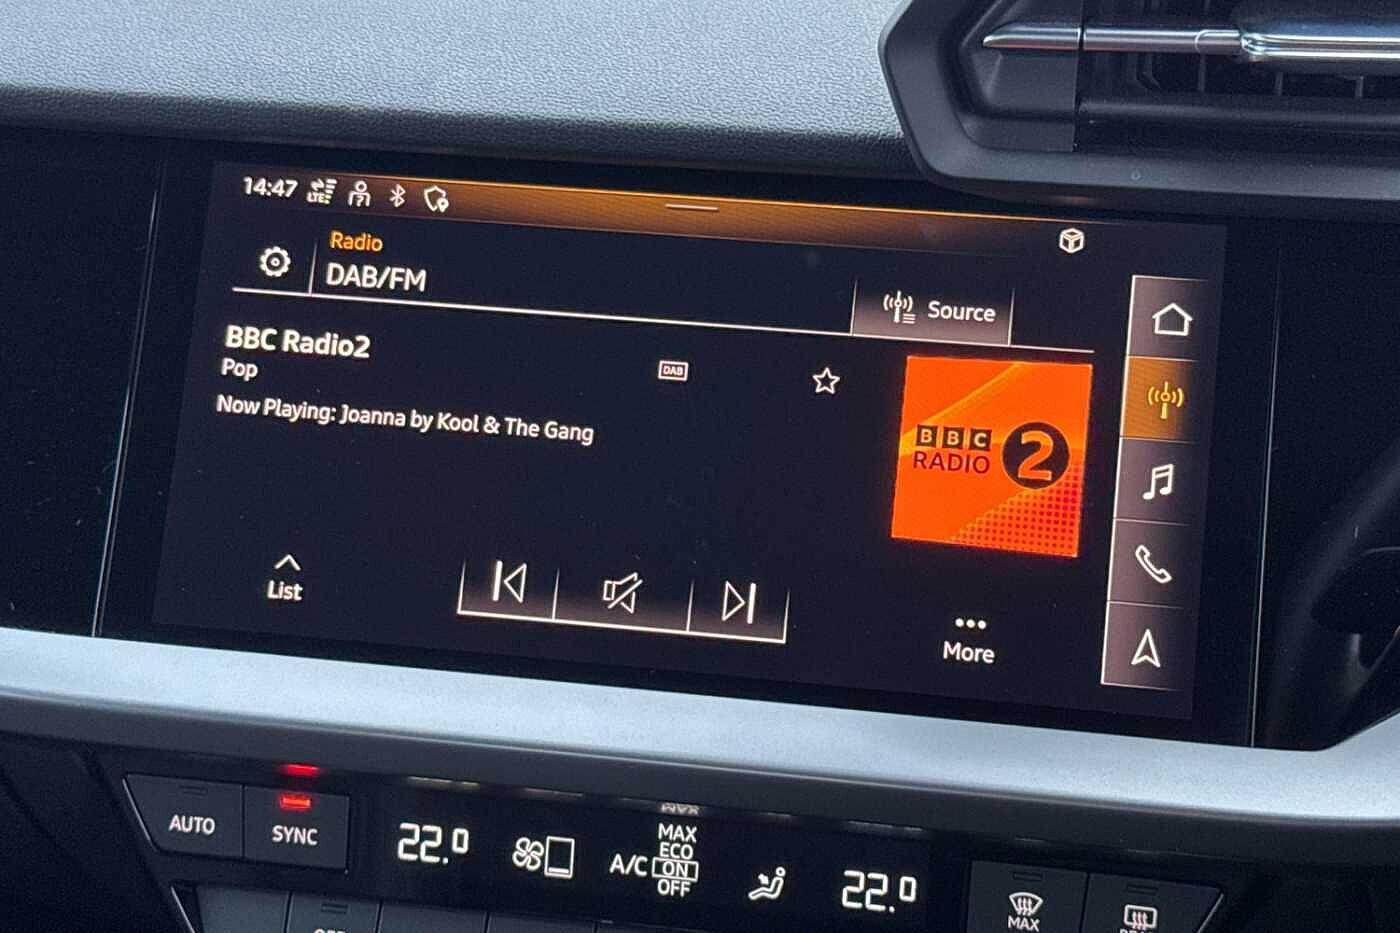 14:47 LTE
Radio
DAB/FM
Source
BBC Radio2
Pop
DAB
Now Playing: Joanna by Kool & The Gang
BBC
RADIO 2
List
More
AUTO
SYNC
22.0
A/C
MAX
ECO
ON
OFF
22.0
MAX